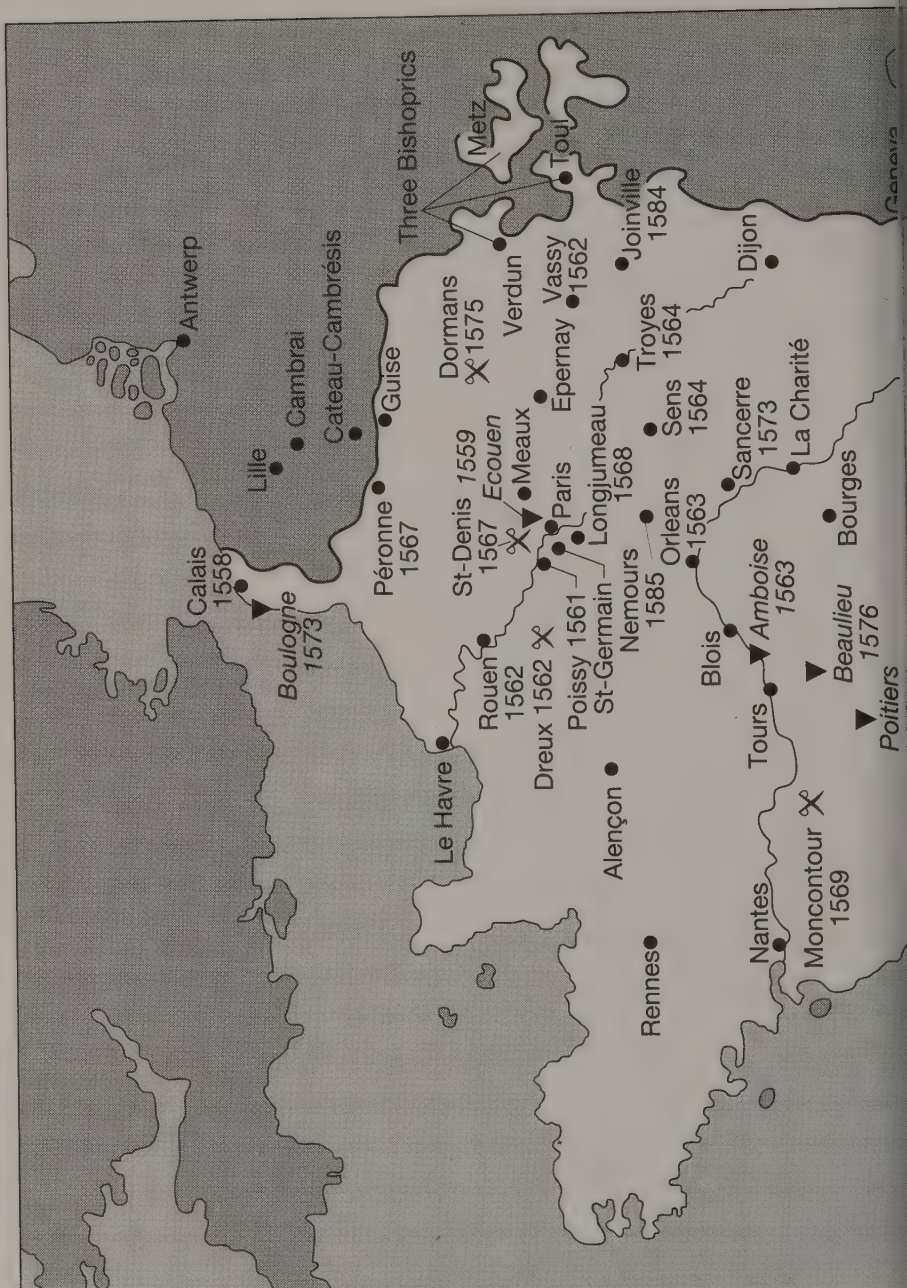 Antwerp
Lille
Cambrai
Cateau-Cambrésis
Three Bishoprics
Metz
Toul
Calais
1558
Boulogne
1573
Péronne
1567
Guise
Dormans
1575
Verdun
Vassy
1562
Joinville
1584
St-Denis
1567
1559
Ecouen
Meaux
Epernay
Paris
Le Havre
Rouen
1562
Dreux 1562
Poissy 1561
St-Germain
Longjumeau
1568
Nemours
1585
Troyes
1564
Sens
1564
Alençon
Orleans
1563
Sancerre
1573
La Charité
Dijon
Rennes
Blois
Amboise
1563
Tours
Bourges
Beaulieu
1576
Nantes
Moncontour
1569
Poitiers
Geneva